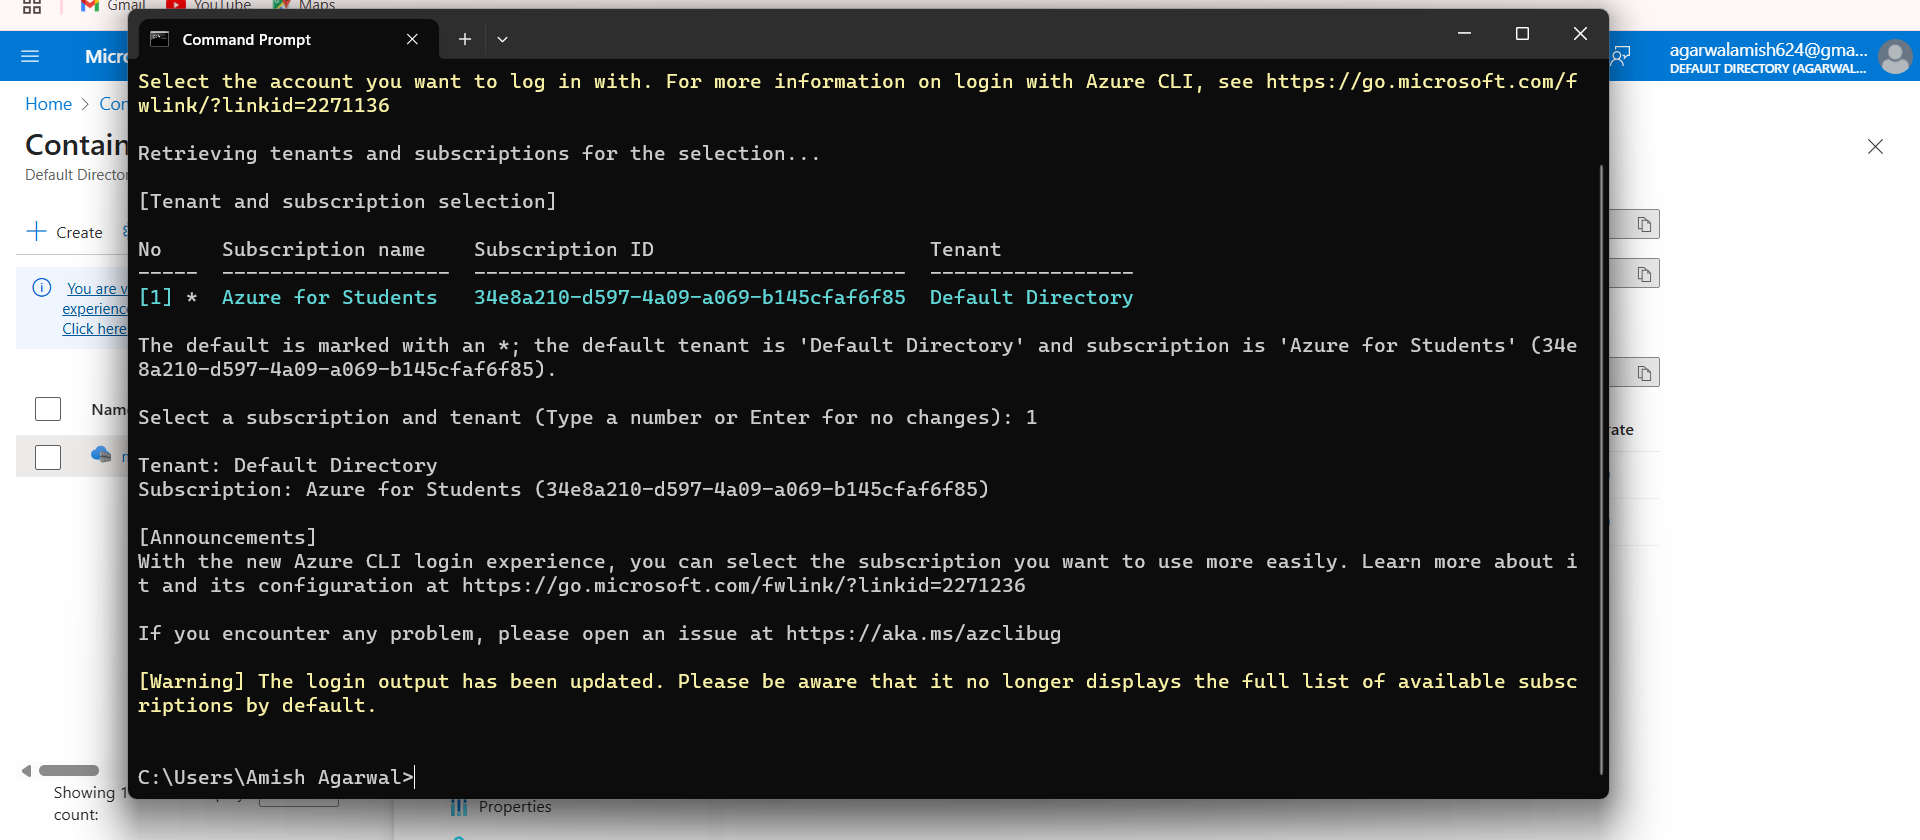 Gmail
YouTube
Maps
Command Prompt
agarwalamish624@gma...
DEFAULT DIRECTORY (AGARWAL...
Home > Cor
Contain
Default Director
Create
You are v
experience
Click here
Name
Showing 1
count:
Select the account you want to log in with. For more information on login with Azure CLI, see https://go.microsoft.com/f
wlink/?linkid=2271136
Retrieving tenants and subscriptions for the selection...
[Tenant and subscription selection]
No Subscription name Subscription ID Tenant
----- ------------------- ------------------------------------ -----------------
[1] * Azure for Students 34e8a210-d597-4a09-a069-b145cfaf6f85 Default Directory
The default is marked with an *; the default tenant is 'Default Directory' and subscription is 'Azure for Students' (34e
8a210-d597-4a09-a069-b145cfaf6f85).
Select a subscription and tenant (Type a number or Enter for no changes): 1
Tenant: Default Directory
Subscription: Azure for Students (34e8a210-d597-4a09-a069-b145cfaf6f85)
[Announcements]
With the new Azure CLI login experience, you can select the subscription you want to use more easily. Learn more about i
t and its configuration at https://go.microsoft.com/fwlink/?linkid=2271236
If you encounter any problem, please open an issue at https://aka.ms/azclibug
[Warning] The login output has been updated. Please be aware that it no longer displays the full list of available subsc
riptions by default.
C:\Users\Amish Agarwal>
Properties